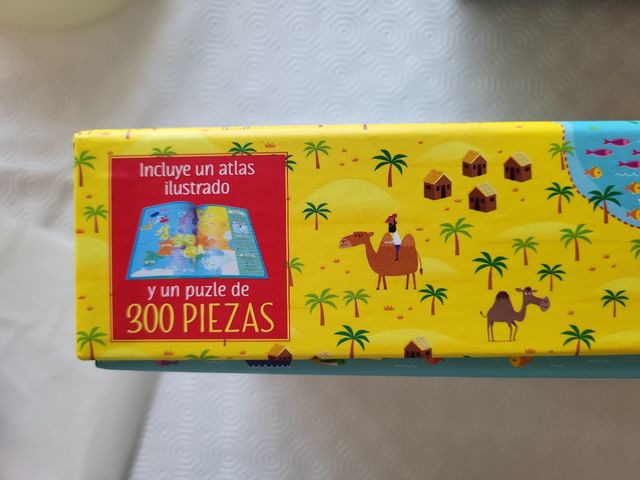 Incluye un atlas
ilustrado
y un puzle de
300 PIEZAS